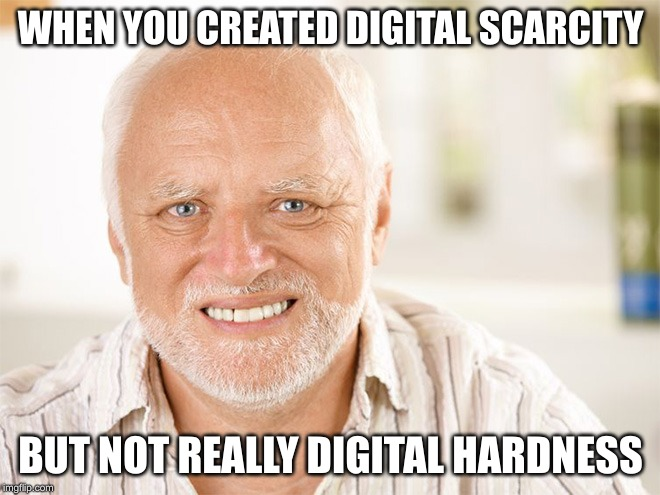 WHEN YOU CREATED DIGITAL SCARCITY
BUT NOT REALLY DIGITAL HARDNESS
imgflip.com